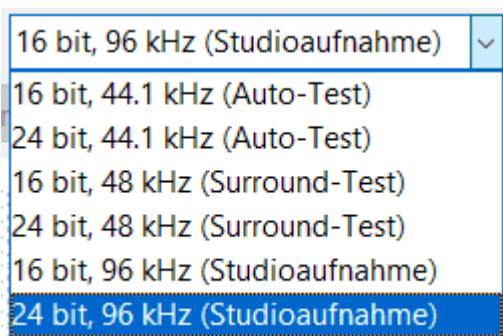 16 bit, 96 kHz (Studioaufnahme)
16 bit, 44.1 kHz (Auto-Test)
24 bit, 44.1 kHz (Auto-Test)
16 bit, 48 kHz (Surround-Test)
24 bit, 48 kHz (Surround-Test)
16 bit, 96 kHz (Studioaufnahme)
24 bit, 96 kHz (Studioaufnahme)